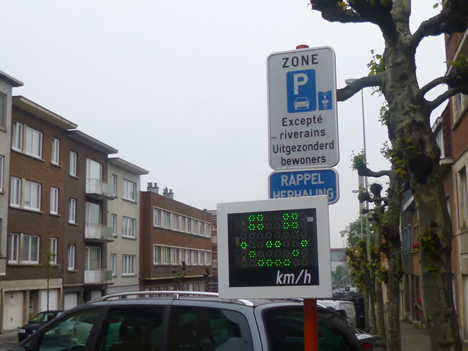 ZONE
P
Excepté
riverains
Uitgezonderd
bewoners
RAPPEL
HERHALING
km/h